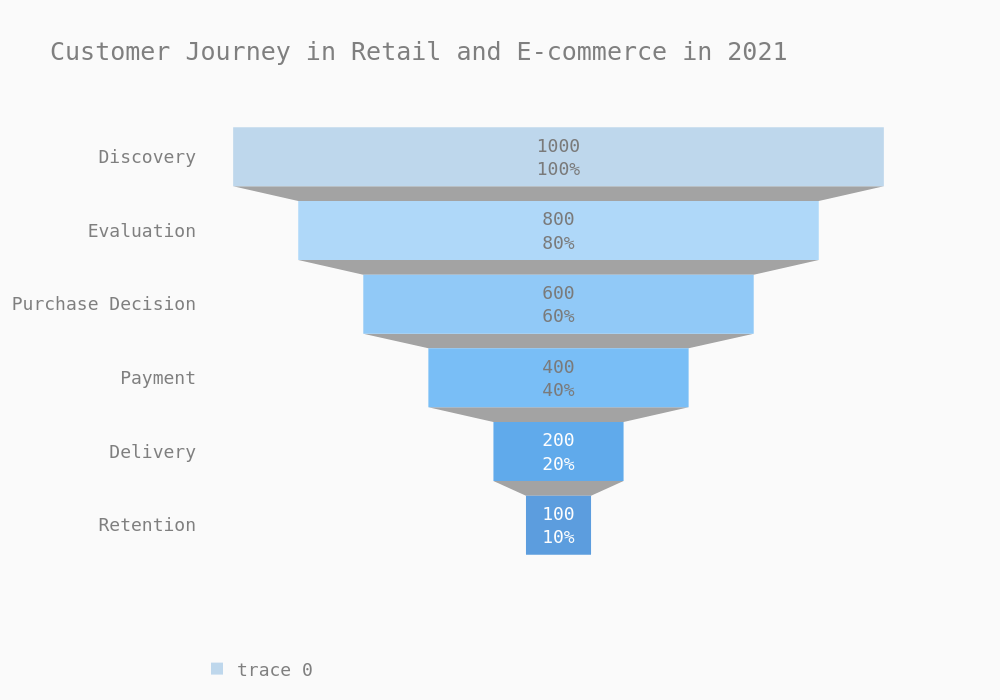 Customer Journey in Retail and E-commerce in 2021
Discovery
1000
100%
Evaluation
800
80%
Purchase Decision
600
60%
Payment
400
40%
Delivery
200
20%
Retention
100
10%
trace 0